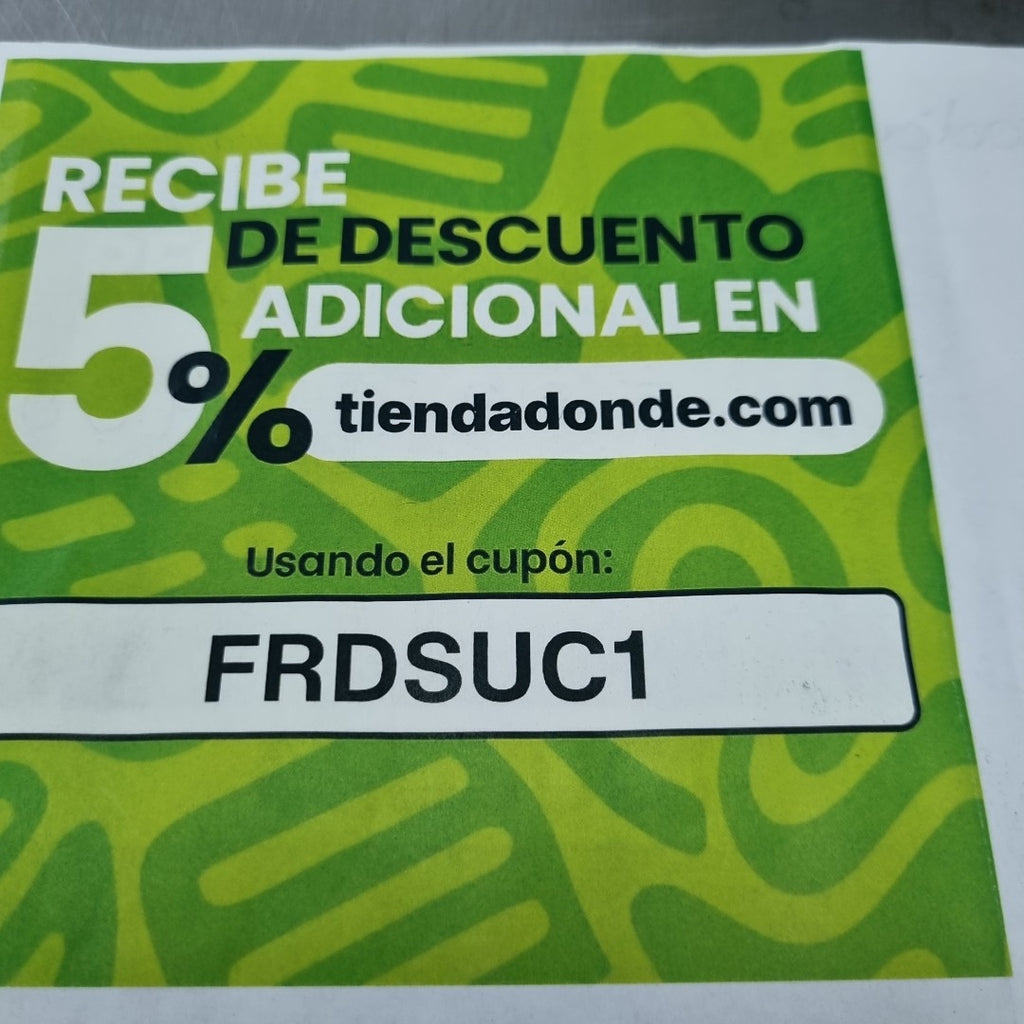 RECIBE
5% DE DESCUENTO
ADICIONAL EN
tiendadonde.com
Usando el cupón:
FRDSUC1